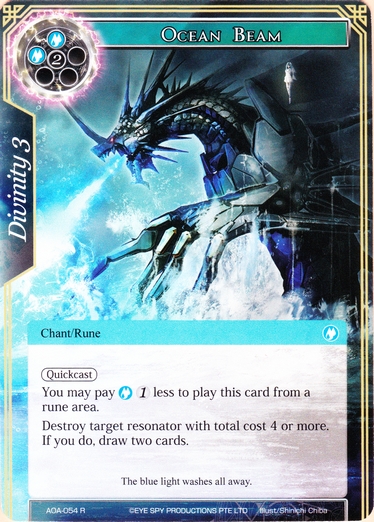 Ocean Beam
2
Divinity 3
Chant/Rune
Quickcast
You may pay 1 less to play this card from a
rune area.
Destroy target resonator with total cost 4 or more.
If you do, draw two cards.
The blue light washes all away.
AOA-054 R ©EYE SPY PRODUCTIONS PTE LTD Illust/Shinichi Chiba